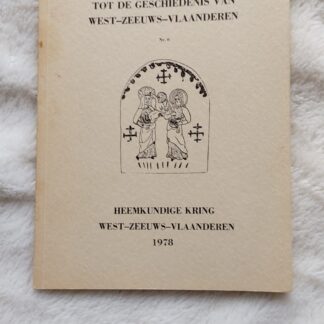 TOT DE GESCHIEDENIS VAN
WEST-ZEEUWS-VLAANDEREN
Nr. 6
HEEMKUNDIGE KRING
WEST-ZEEUWS-VLAANDEREN
1978